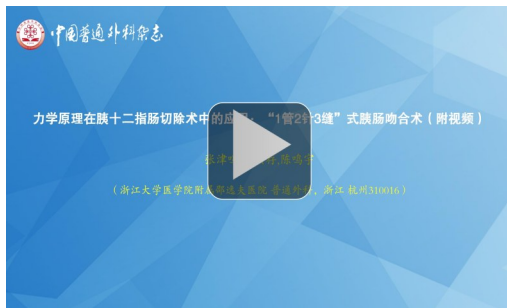 中国普通外科杂志
力学原理在胰十二指肠切除术中的应用："1管2针3缝"式胰肠吻合术（附视频）
张津
陈鸣宇
（浙江大学医学院附属邵逸夫医院 普通外科，浙江 杭州310016）